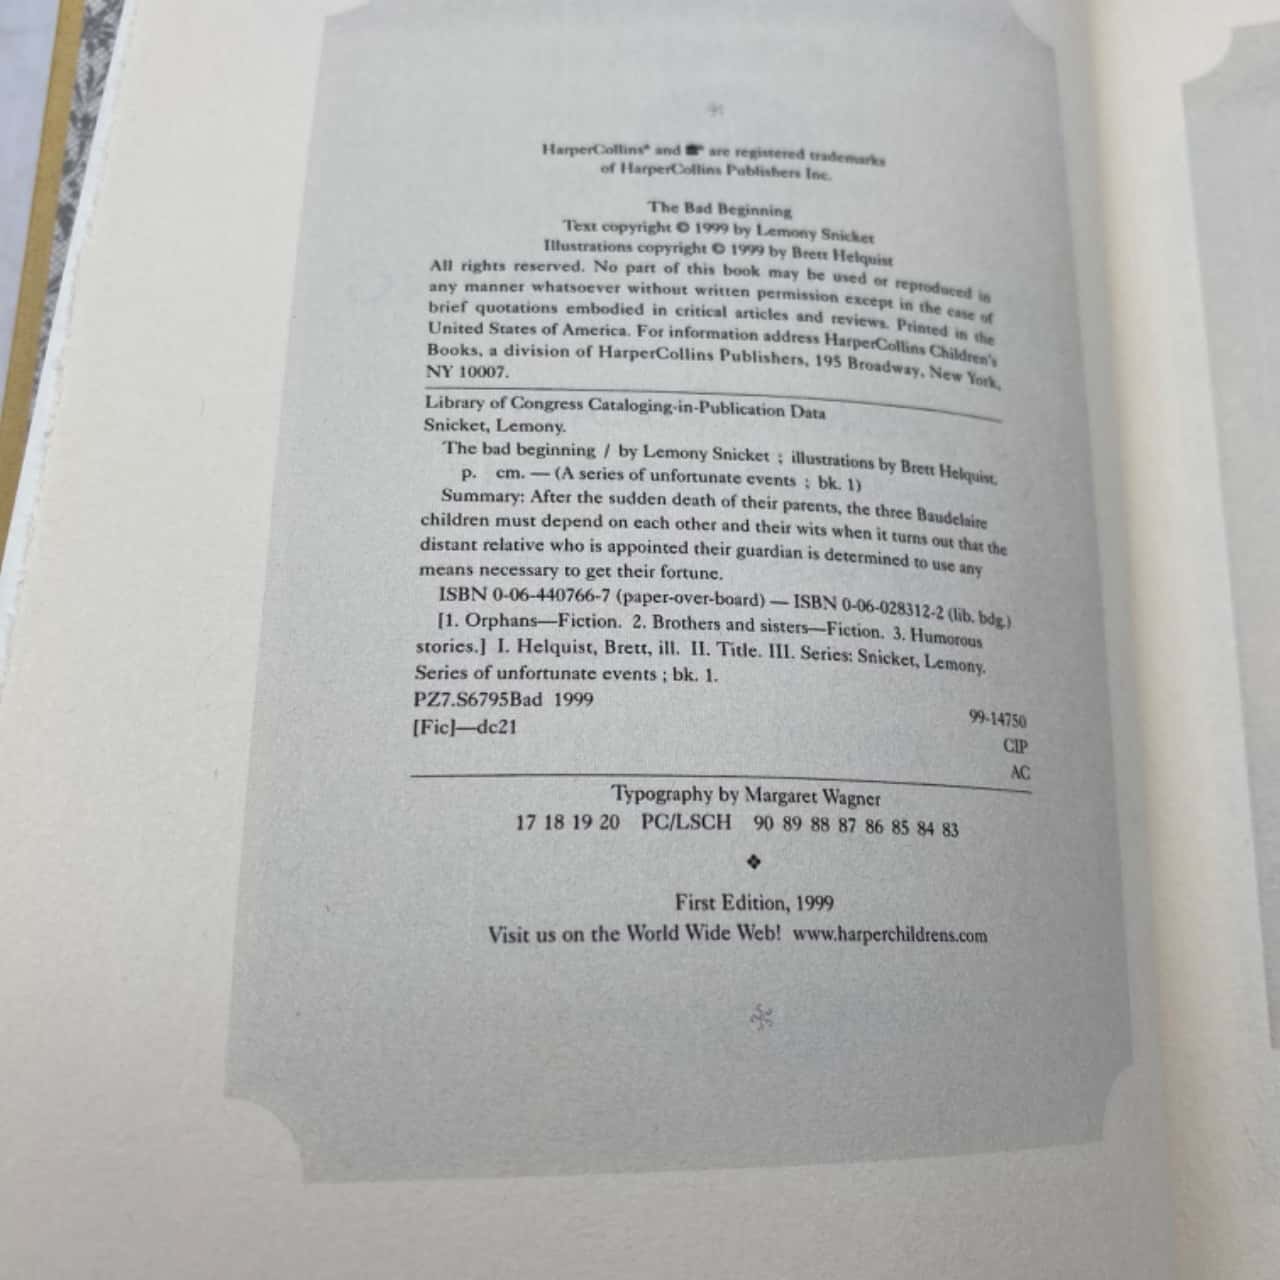 HarperCollins® and are registered trademarks
of HarperCollins Publishers Inc.
The Bad Beginning
Text copyright © 1999 by Lemony Snicket
Illustrations copyright © 1999 by Brett Helquist
All rights reserved. No part of this book may be used or reproduced in
any manner whatsoever without written permission except in the case of
brief quotations embodied in critical articles and reviews. Printed in the
United States of America. For information address HarperCollins Children's
Books, a division of HarperCollins Publishers, 195 Broadway, New York,
NY 10007.
Library of Congress Cataloging-in-Publication Data
Snicket, Lemony.
The bad beginning / by Lemony Snicket ; illustrations by Brett Helquist.
p. cm. — (A series of unfortunate events ; bk. 1)
Summary: After the sudden death of their parents, the three Baudelaire
children must depend on each other and their wits when it turns out that the
distant relative who is appointed their guardian is determined to use any
means necessary to get their fortune.
ISBN 0-06-440766-7 (paper-over-board) — ISBN 0-06-028312-2 (lib. bdg.)
[1. Orphans—Fiction. 2. Brothers and sisters—Fiction. 3. Humorous
stories.] I. Helquist, Brett, ill. II. Title. III. Series: Snicket, Lemony.
Series of unfortunate events ; bk. 1.
PZ7.S6795Bad 1999
99-14750
[Fic]—dc21
CIP
AC
Typography by Margaret Wagner
17 18 19 20 PC/LSCH 90 89 88 87 86 85 84 83
❖
First Edition, 1999
Visit us on the World Wide Web! www.harperchildrens.com